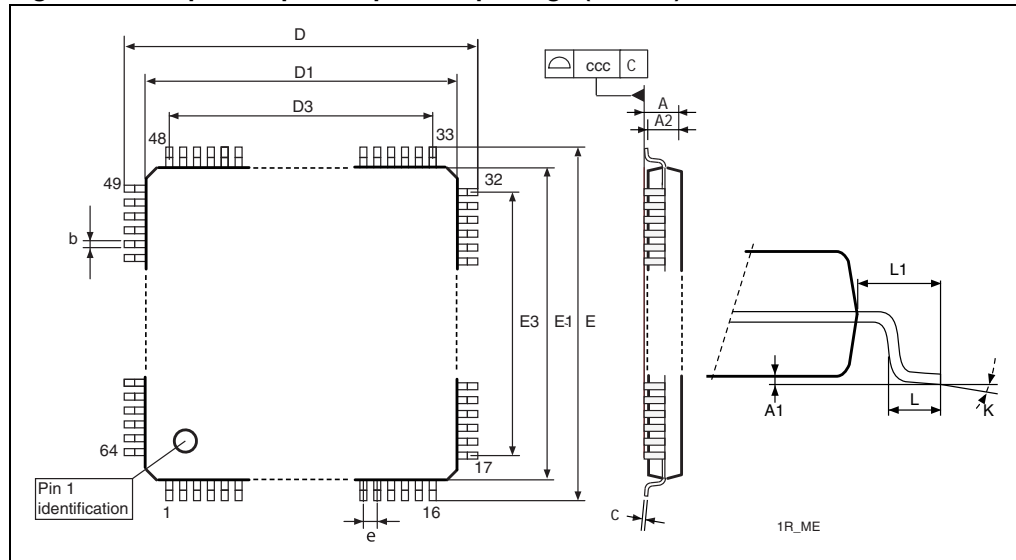 D
D1
D3
ccc C
A
A2
48
33
49
32
b
L1
E3
E1
E
A1
L
K
64
17
Pin 1
identification
1
16
e
C
1R_ME